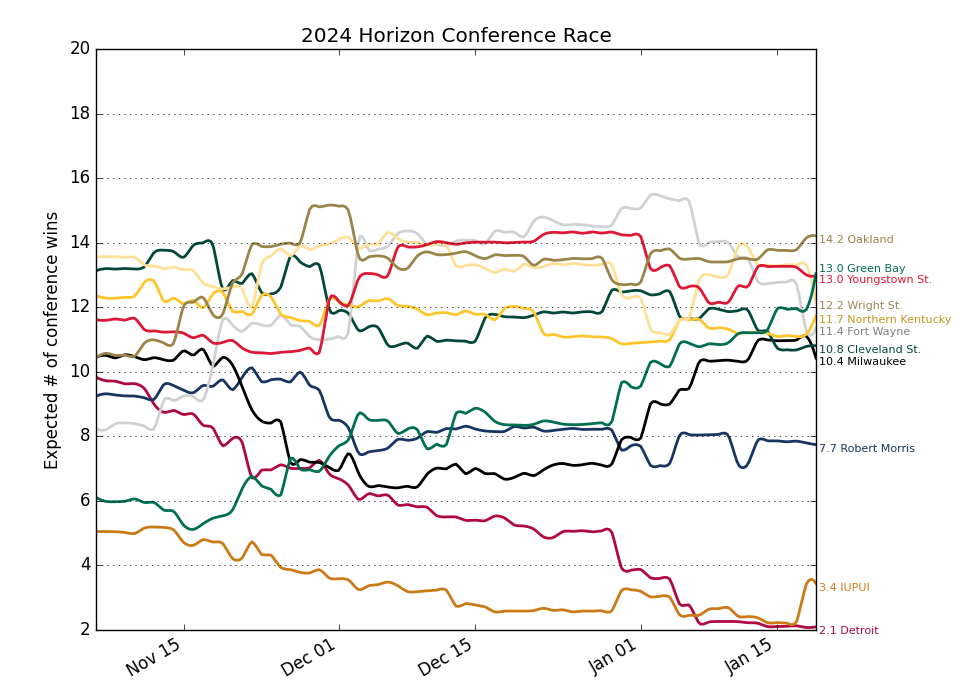 2024 Horizon Conference Race
Expected # of conference wins
20
18
16
14
12
10
8
6
4
2
14.2 Oakland
13.0 Green Bay
13.0 Youngstown St.
12.2 Wright St.
11.7 Northern Kentucky
11.4 Fort Wayne
10.8 Cleveland St.
10.4 Milwaukee
7.7 Robert Morris
3.4 IUPUI
2.1 Detroit
Nov 15
Dec 01
Dec 15
Jan 01
Jan 15